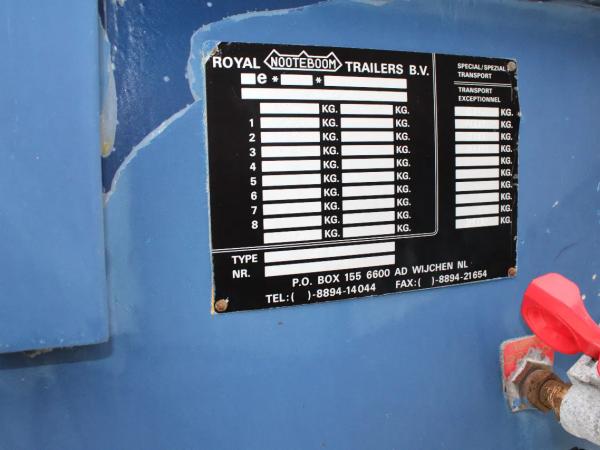 ROYAL NOOTEBOOM TRAILERS B.V.
e * *
SPECIAL/SPEZIAL
TRANSPORT
TRANSPORT
EXCEPTIONNEL
KG. KG. KG.
1 KG. KG. KG.
2 KG. KG. KG.
3 KG. KG. KG.
4 KG. KG. KG.
5 KG. KG. KG.
6 KG. KG. KG.
7 KG. KG. KG.
8 KG. KG. KG.
TYPE
NR.
P.O. BOX 155 6600 AD WIJCHEN NL
TEL:( )-8894-14044 FAX:( )-8894-21654